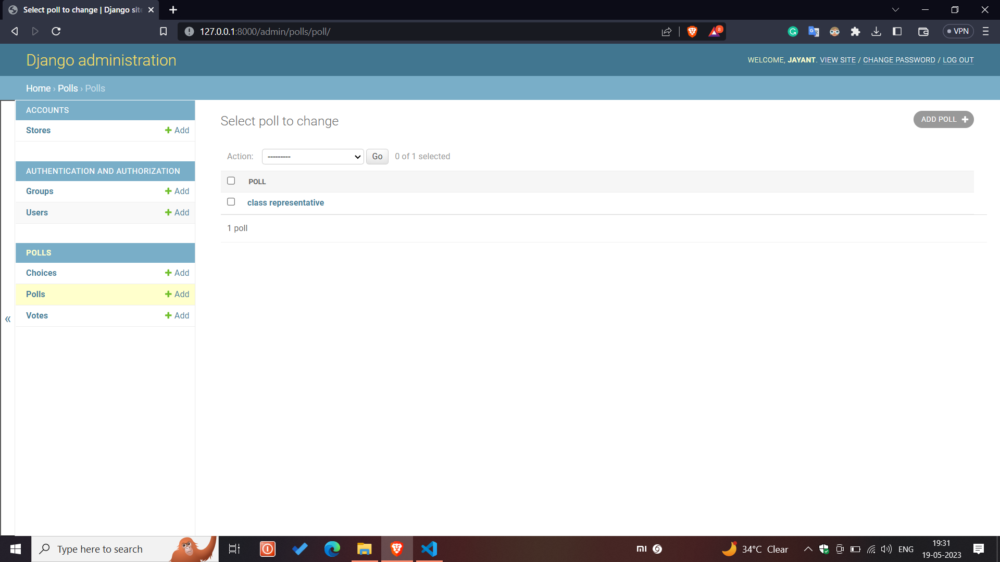 Select poll to change | Django sit
127.0.0.1:8000/admin/polls/poll/
8
VPN
Django administration
WELCOME, JAYANT. VIEW SITE / CHANGE PASSWORD / LOG OUT
Home › Polls › Polls
ACCOUNTS
Stores
Add
AUTHENTICATION AND AUTHORIZATION
Groups
Add
Users
Add
POLLS
Choices
Add
Polls
Add
Votes
Add
«
Select poll to change
ADD POLL
Action:
---------
Go
0 of 1 selected
POLL
class representative
1 poll
Type here to search
mi
34°C Clear
ENG
19:31
19-05-2023